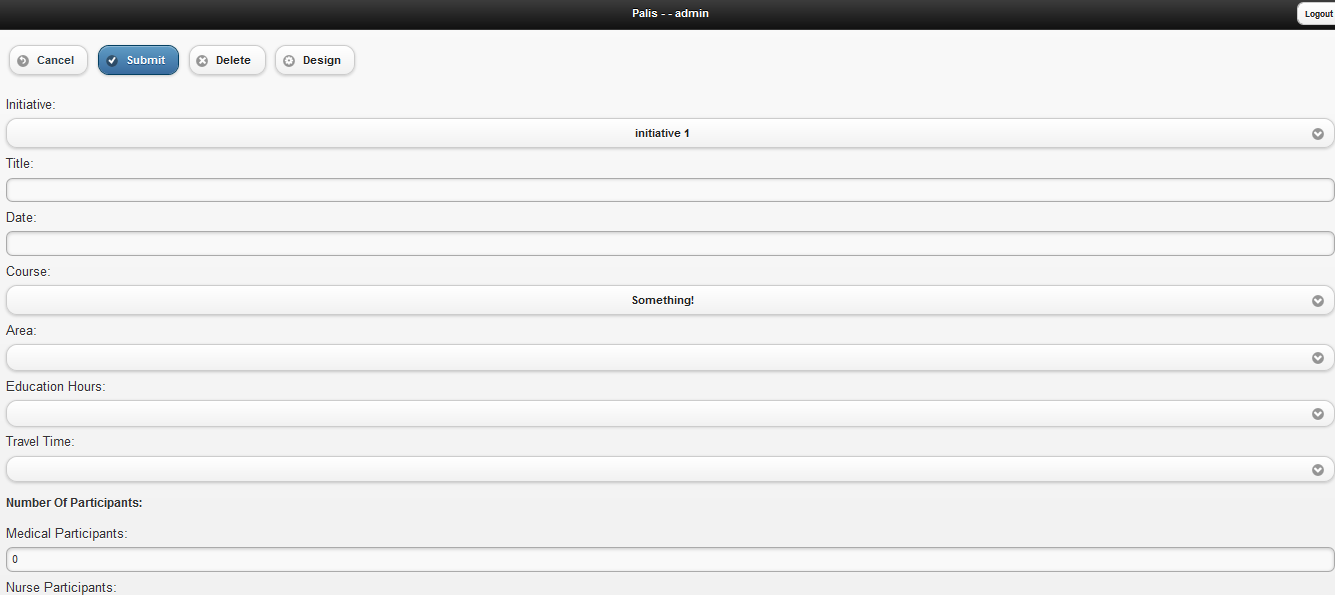 Palis - - admin
Logout
Cancel Submit Delete Design
Initiative:
initiative 1
Title:
Date:
Course:
Something!
Area:
Education Hours:
Travel Time:
Number Of Participants:
Medical Participants:
0
Nurse Participants: